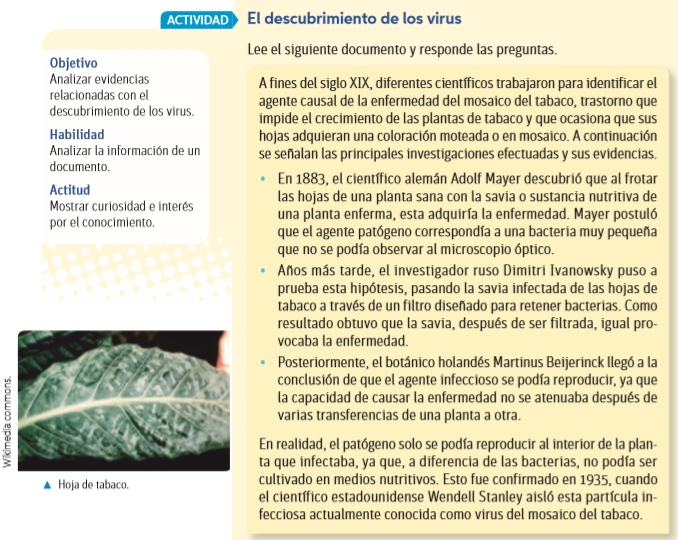 ACTIVIDAD El descubrimiento de los virus
Lee el siguiente documento y responde las preguntas.
Objetivo
Analizar evidencias
relacionadas con el
descubrimiento de los virus.
Habilidad
Analizar la información de un
documento.
Actitud
Mostrar curiosidad e interés
por el conocimiento.
A fines del siglo XIX, diferentes científicos trabajaron para identificar el
agente causal de la enfermedad del mosaico del tabaco, trastorno que
impide el crecimiento de las plantas de tabaco y que ocasiona que sus
hojas adquieran una coloración moteada o en mosaico. A continuación
se señalan las principales investigaciones efectuadas y sus evidencias.
• En 1883, el científico alemán Adolf Mayer descubrió que al frotar
las hojas de una planta sana con la savia o sustancia nutritiva de
una planta enferma, esta adquiría la enfermedad. Mayer postuló
que el agente patógeno correspondía a una bacteria muy pequeña
que no se podía observar al microscopio óptico.
• Años más tarde, el investigador ruso Dimitri Ivanowsky puso a
prueba esta hipótesis, pasando la savia infectada de las hojas de
tabaco a través de un filtro diseñado para retener bacterias. Como
resultado obtuvo que la savia, después de ser filtrada, igual pro-
vocaba la enfermedad.
• Posteriormente, el botánico holandés Martinus Beijerinck llegó a la
conclusión de que el agente infeccioso se podía reproducir, ya que
la capacidad de causar la enfermedad no se atenuaba después de
varias transferencias de una planta a otra.
En realidad, el patógeno solo se podía reproducir al interior de la plan-
ta que infectaba, ya que, a diferencia de las bacterias, no podía ser
cultivado en medios nutritivos. Esto fue confirmado en 1935, cuando
el científico estadounidense Wendell Stanley aisló esta partícula in-
fecciosa actualmente conocida como virus del mosaico del tabaco.
Wikimedia commons.
▲ Hoja de tabaco.